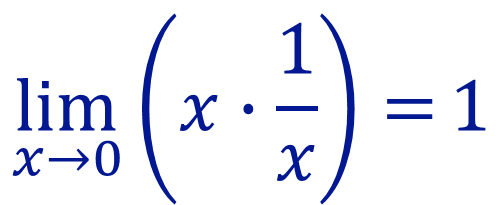 lim x→0 (x · 1/x) = 1